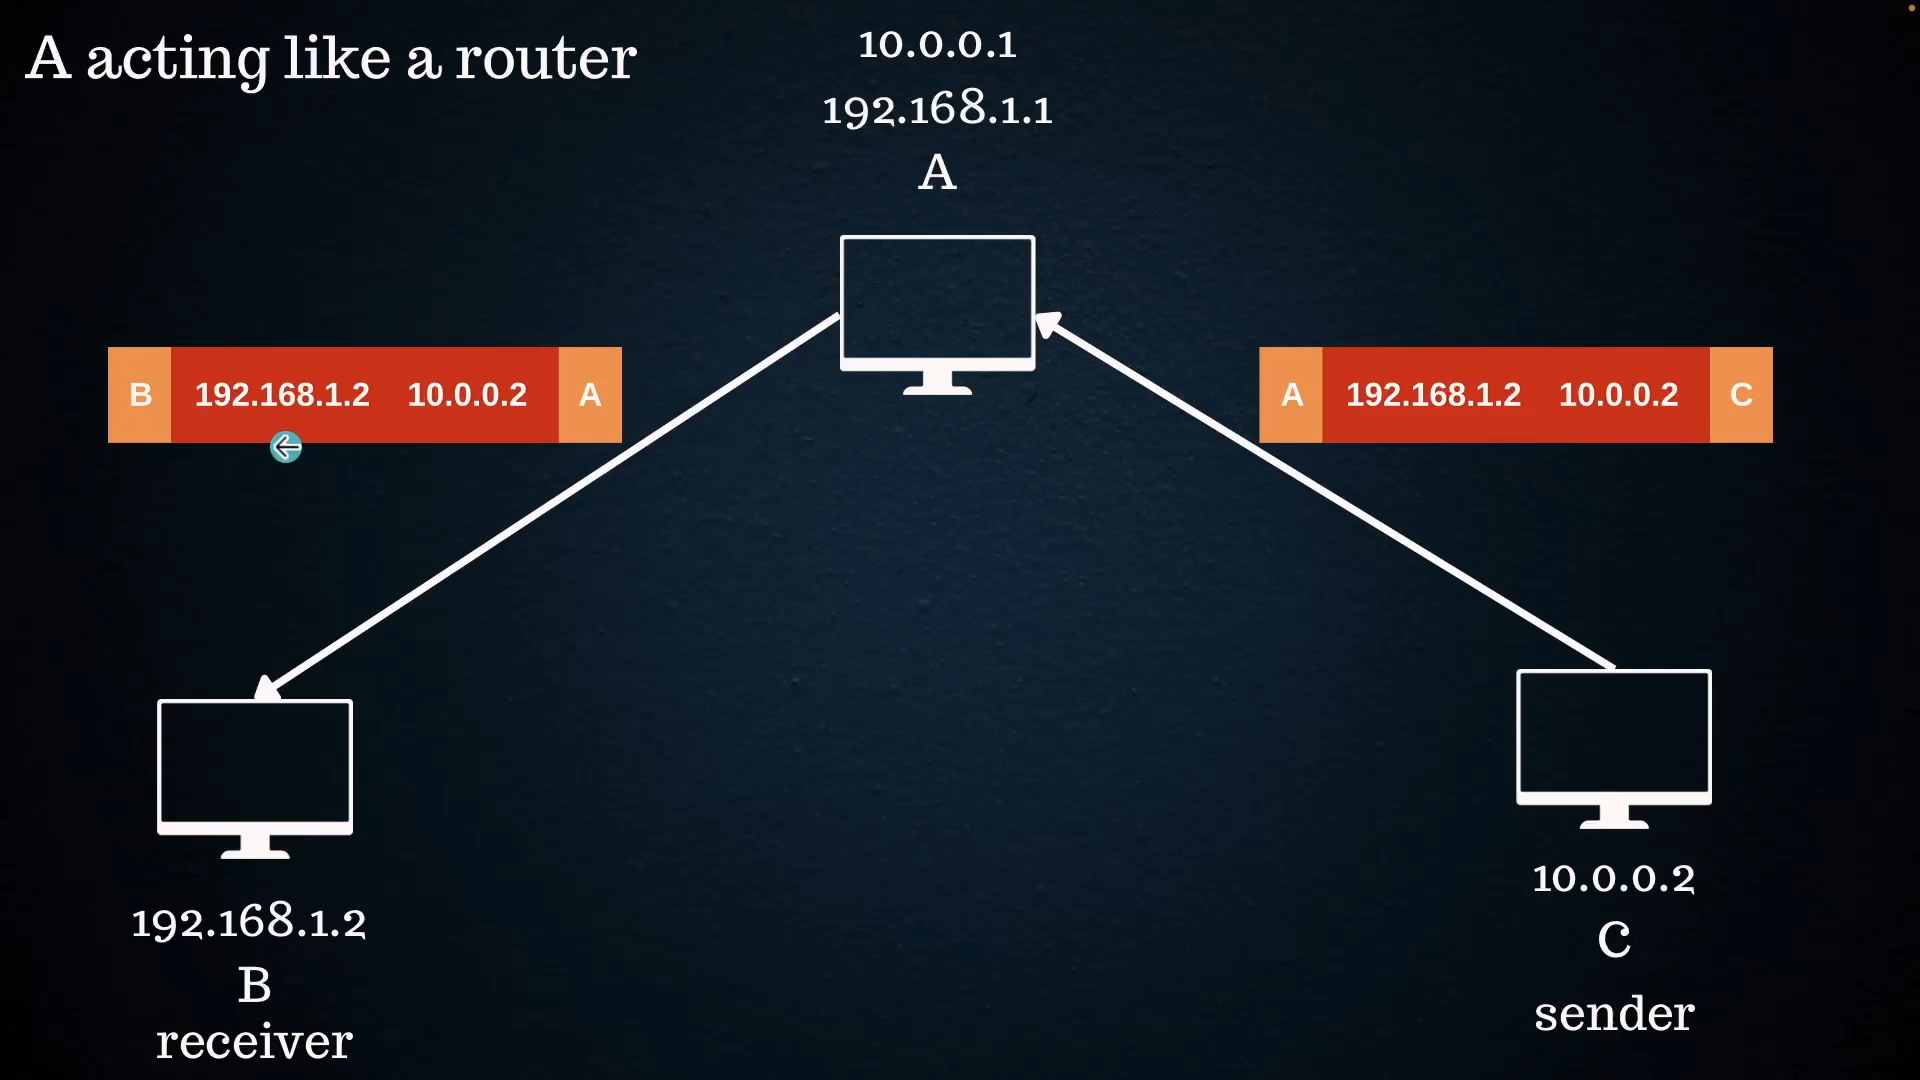 A acting like a router
10.0.0.1
192.168.1.1
A
B 192.168.1.2 10.0.0.2 A
A 192.168.1.2 10.0.0.2 C
192.168.1.2
B
receiver
10.0.0.2
C
sender